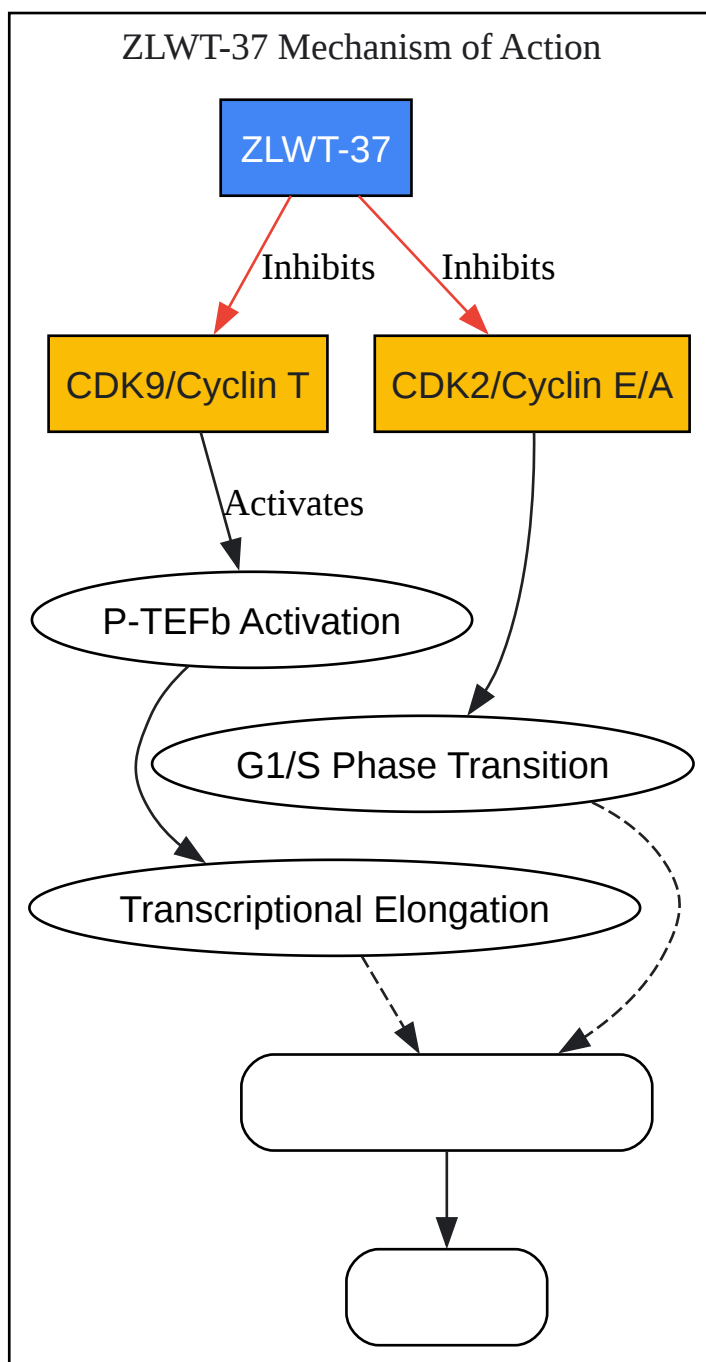 ZLWT-37 Mechanism of Action
ZLWT-37
Inhibits
Inhibits
CDK9/Cyclin T
CDK2/Cyclin E/A
Activates
P-TEFb Activation
G1/S Phase Transition
Transcriptional Elongation